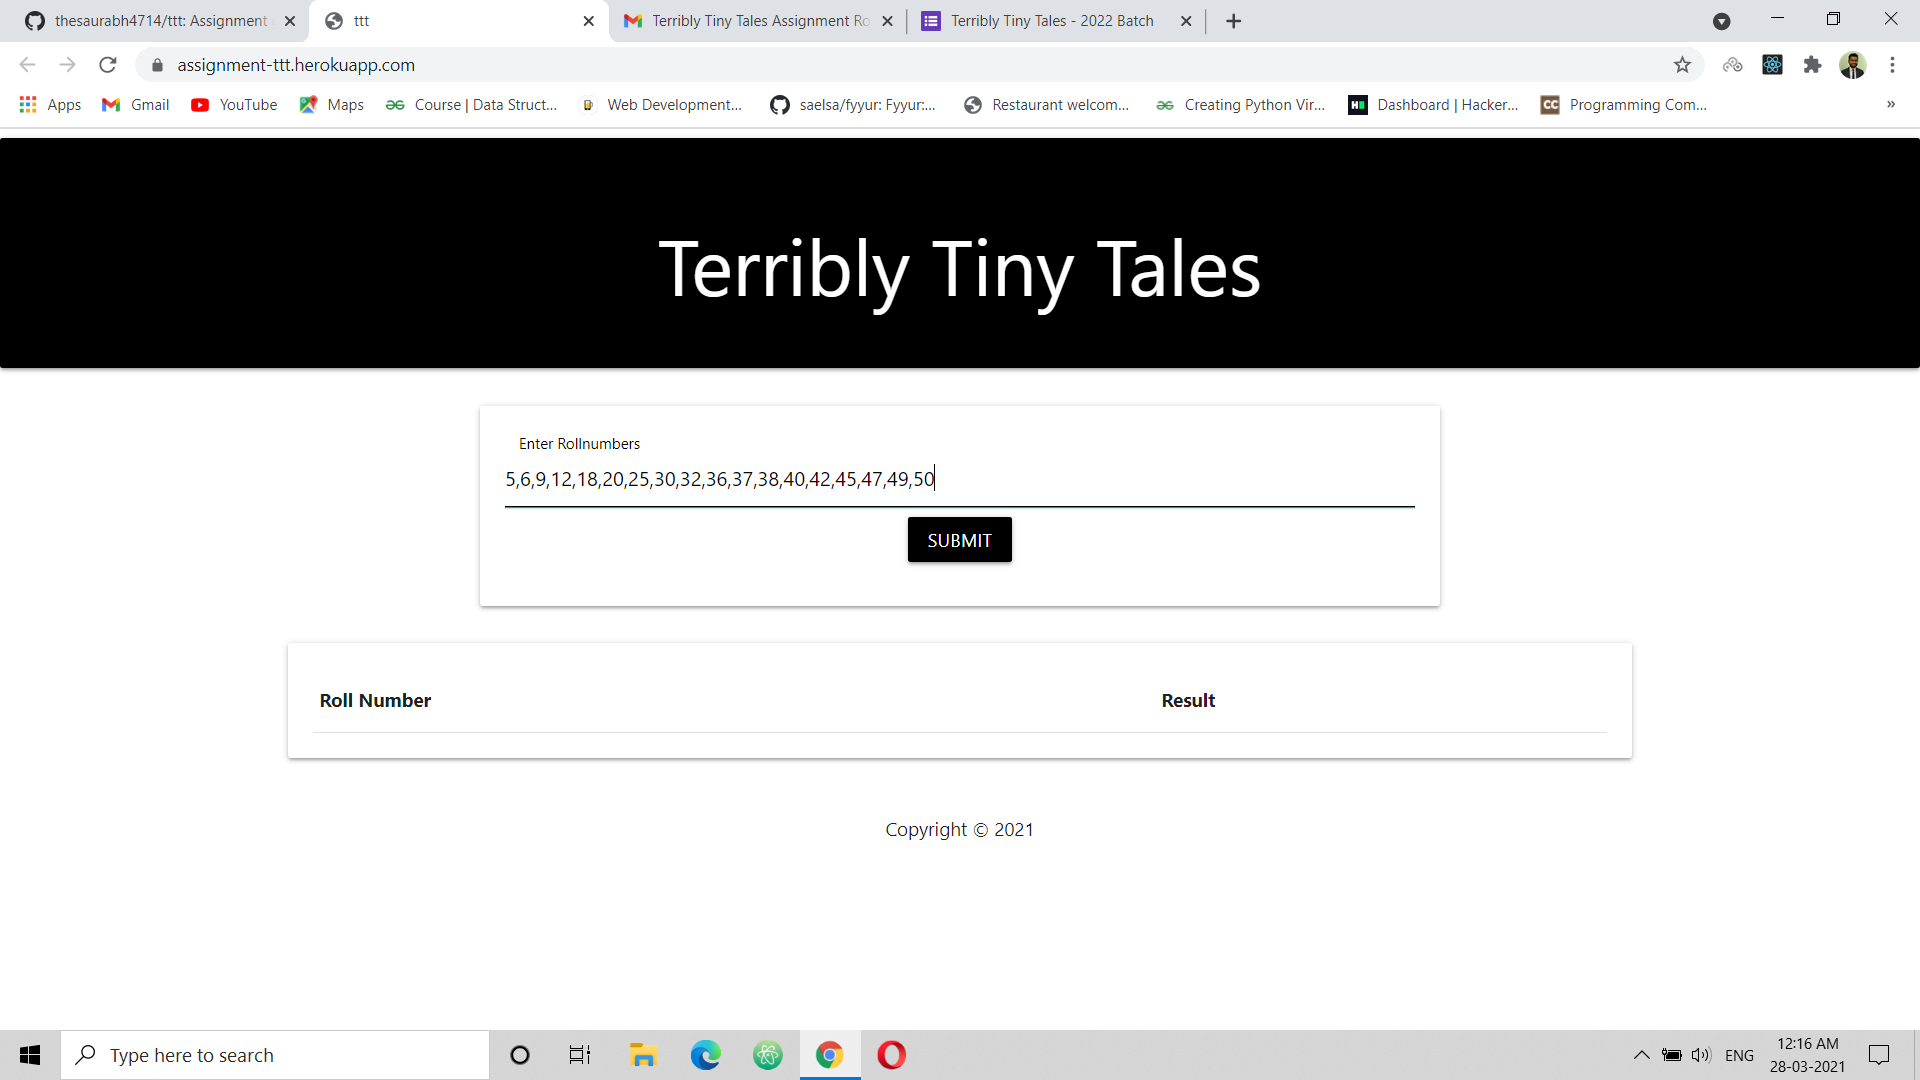 thesaurabh4714/ttt: Assignment
ttt
Terribly Tiny Tales Assignment Ro
Terribly Tiny Tales - 2022 Batch
assignment-ttt.herokuapp.com
Apps
Gmail
YouTube
Maps
Course | Data Struct...
Web Development...
saelsa/fyyur: Fyyur:...
Restaurant welcom...
Creating Python Vir...
Dashboard | Hacker...
Programming Com...
»
Terribly Tiny Tales
Enter Rollnumbers
5,6,9,12,18,20,25,30,32,36,37,38,40,42,45,47,49,50
SUBMIT
Roll Number Result
Copyright © 2021
Type here to search
ENG
12:16 AM
28-03-2021